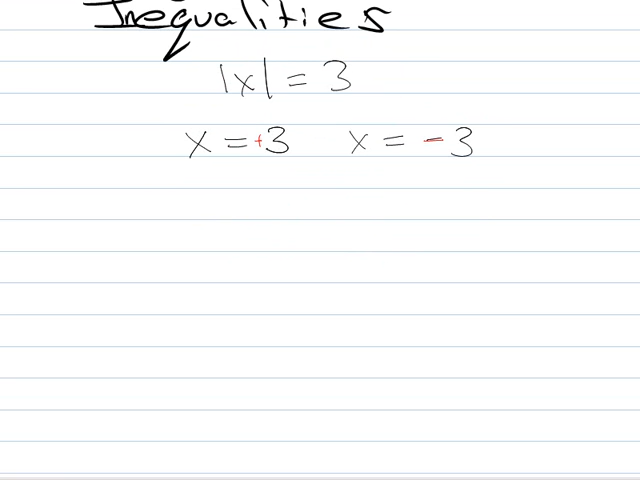 Inequalities
|x| = 3
x = +3 x = -3